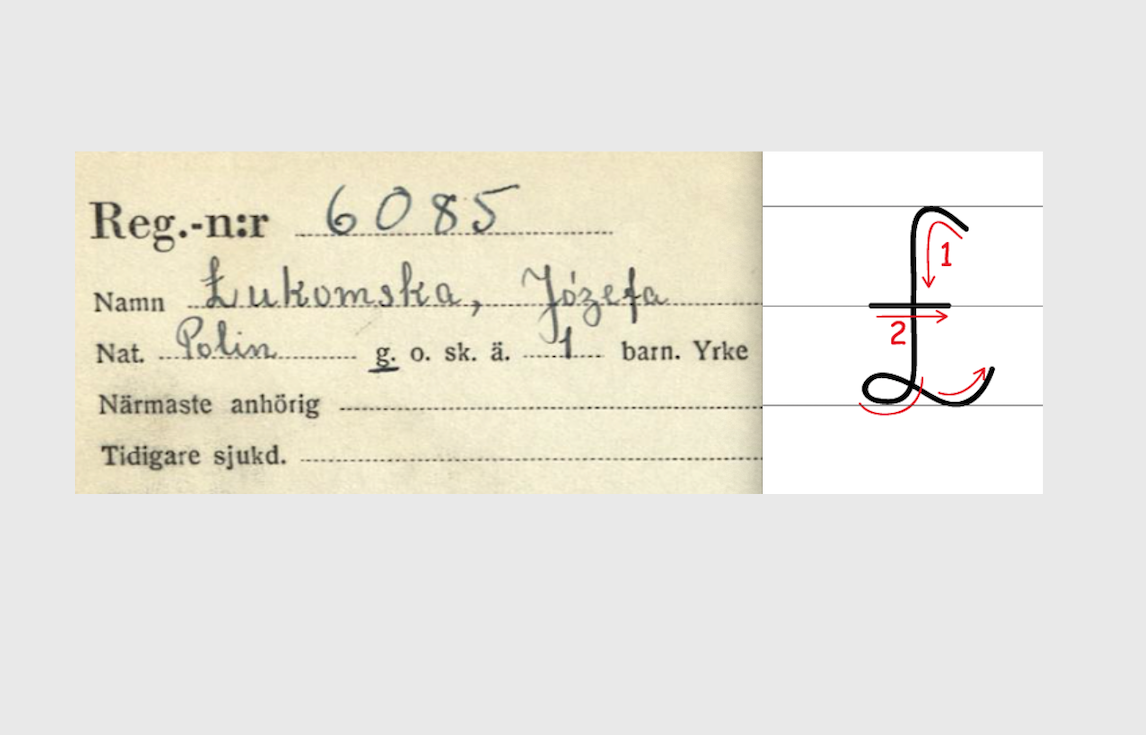 Reg.-n:r 6085
Namn Łukomska, Józefa
Nat. Polin g. o. sk. ä. 1 barn. Yrke
Närmaste anhörig
Tidigare sjukd.
Ł
1
2